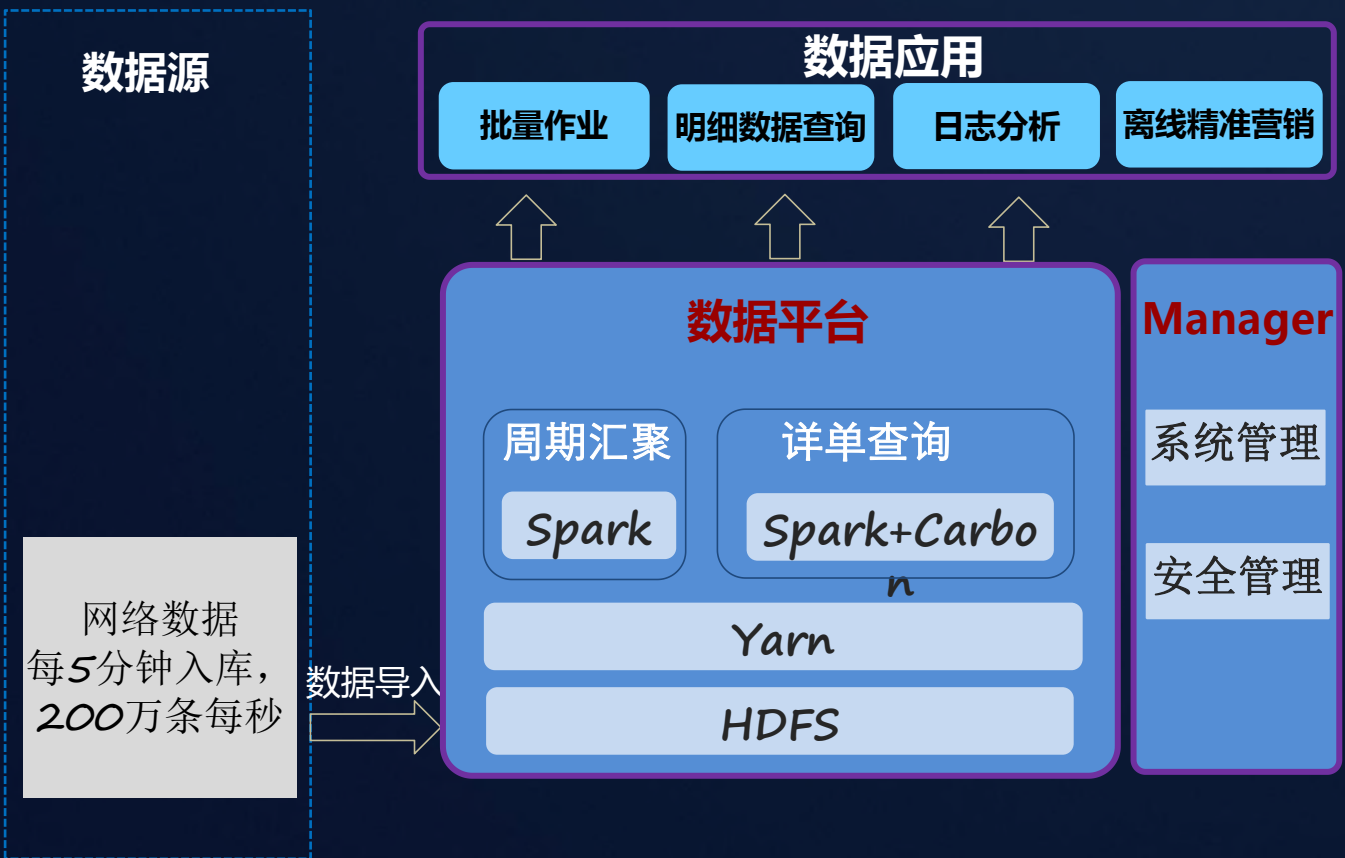 数据源
网络数据
每5分钟入库，
200万条每秒
数据导入
数据应用
批量作业
明细数据查询
日志分析
离线精准营销
数据平台
周期汇聚
Spark
详单查询
Spark+Carbo
n
Yarn
HDFS
Manager
系统管理
安全管理